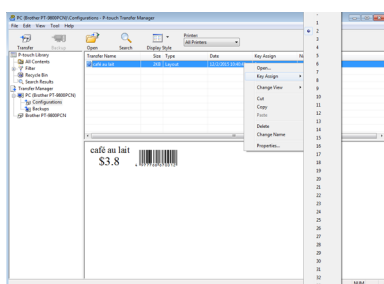 PC (Brother PT-9800PCN)\Configurations - P-touch Transfer Manager
File Edit View Tool Help
Transfer
Backup
Open
Search
Display Style
Printer:
All Printers
P-touch Library
All Contents
Filter
Recycle Bin
Search Results
Transfer Manager
PC (Brother PT-9800PCN)
Configurations
Backups
Brother PT-9800PCN
Transfer Name Size Type Date Key Assign N
café au lait 200 Layout
Open...
Key Assign
Change View
Cut
Copy
Paste
Delete
Change Name
Properties...
1
2
3
4
5
6
7
8
9
10
11
12
13
14
15
16
17
18
19
20
21
22
23
24
25
26
27
28
29
30
31
32
café au lait
$3.8
NUM